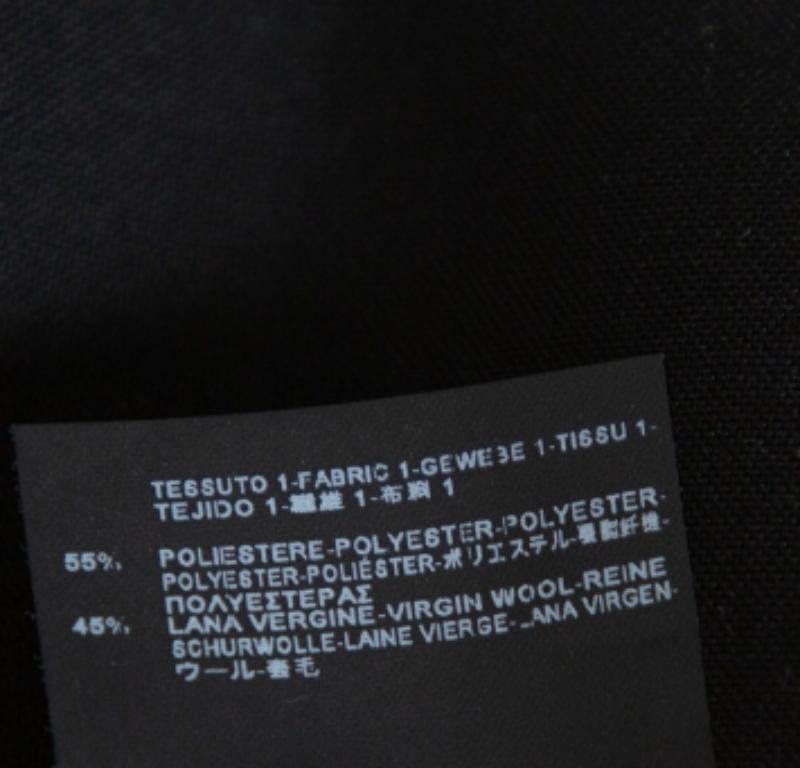 TESSUTO 1-FABRIC 1-GEWEBE 1-TISSU 1-
TEJIDO 1-繊維 1-布料 1
55% POLIESTERE-POLYESTER-POLYESTER-
POLYESTER-POLIÉSTER-ポリエステル-聚酯纤维-
ΠΟΛΥΕΣΤΕΡΑΣ
45% LANA VERGINE-VIRGIN WOOL-REINE
SCHURWOLLE-LAINE VIERGE-LANA VIRGEN-
ウール-羊毛